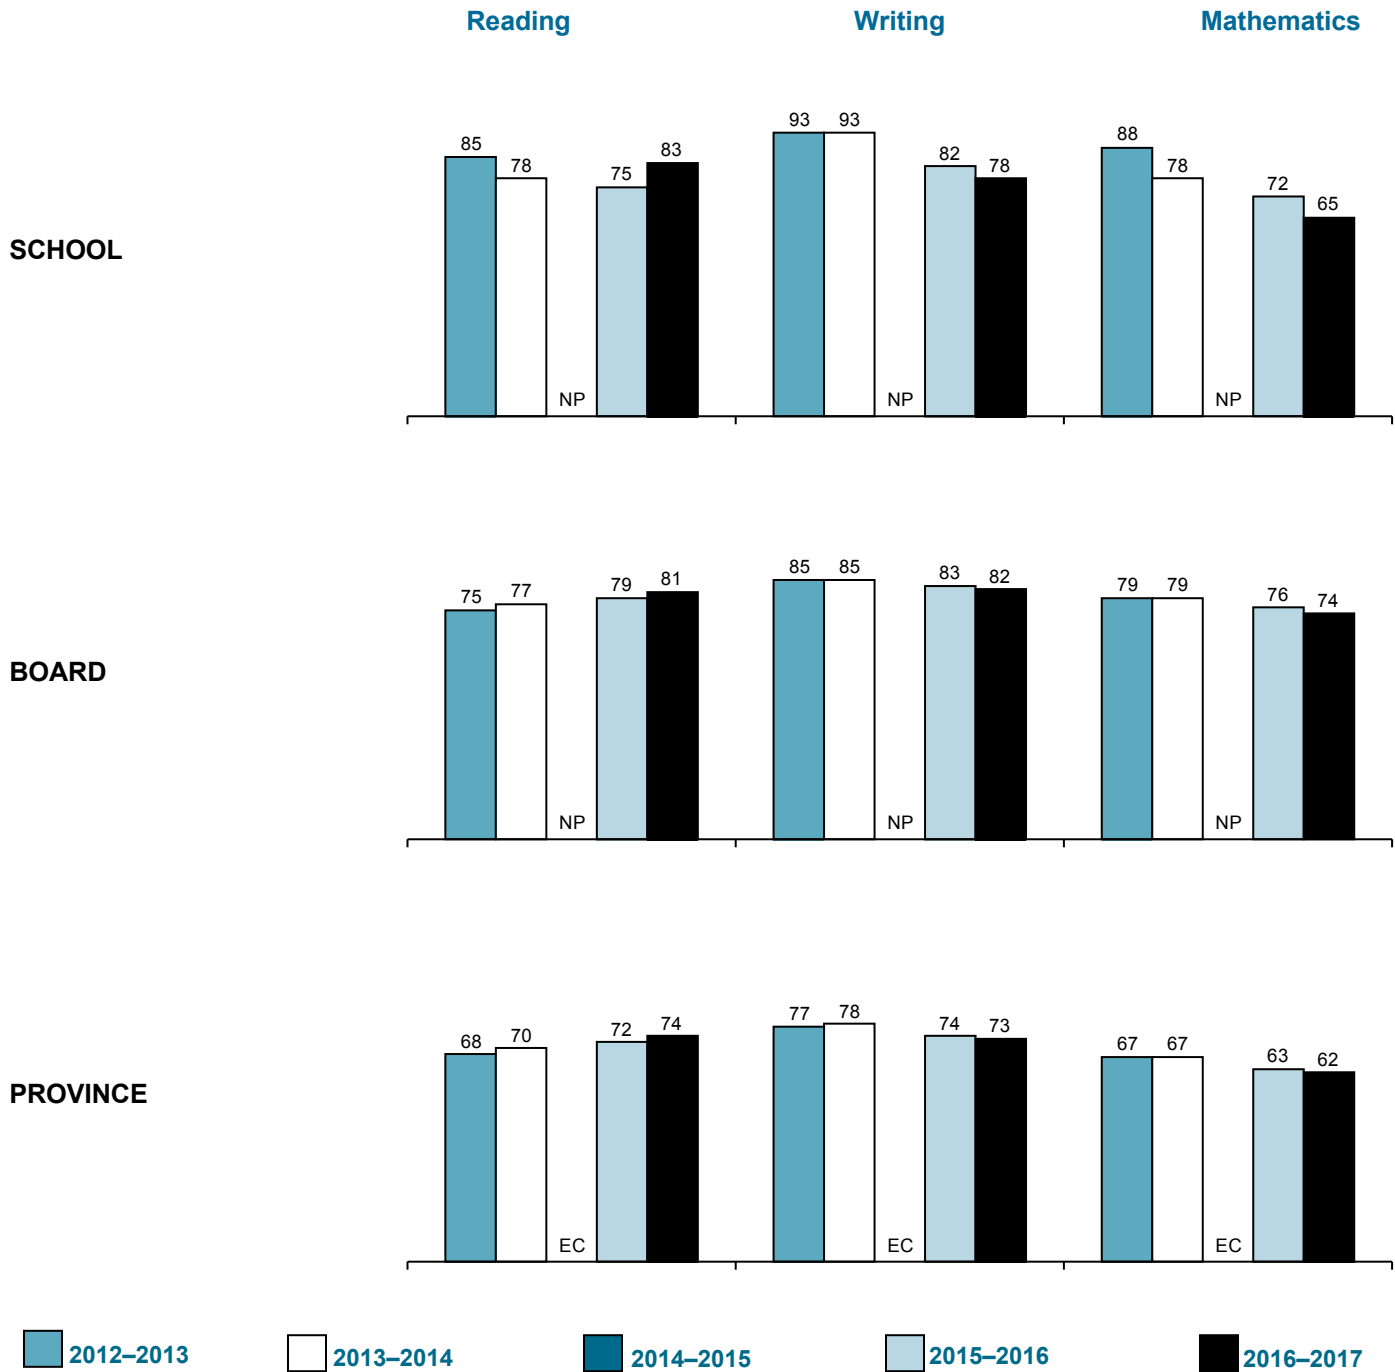 Reading Writing Mathematics
SCHOOL
85 78 NP 75 83 93 93 NP 82 78 88 78 NP 72 65
BOARD
75 77 NP 79 81 85 85 NP 83 82 79 79 NP 76 74
PROVINCE
68 70 EC 72 74 77 78 EC 74 73 67 67 EC 63 62
2012–2013 2013–2014 2014–2015 2015–2016 2016–2017